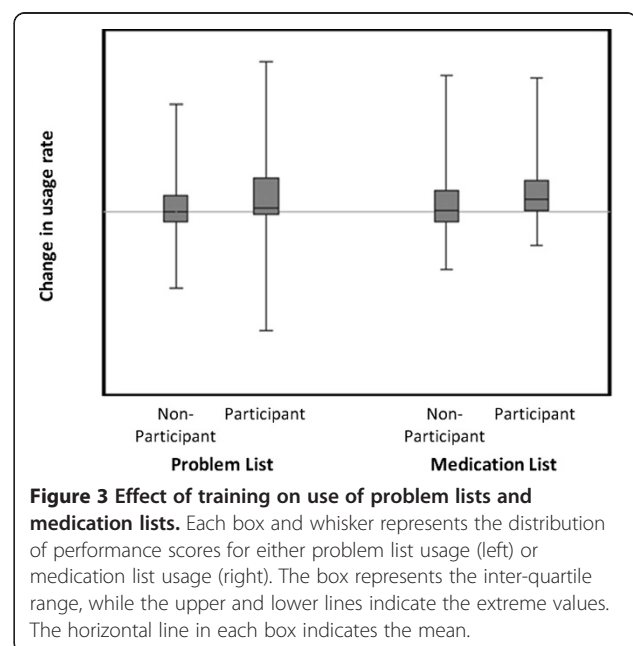 Change in usage rate
Non-
Participant
Participant
Non-
Participant
Participant
Problem List
Medication List
Figure 3 Effect of training on use of problem lists and
medication lists. Each box and whisker represents the distribution
of performance scores for either problem list usage (left) or
medication list usage (right). The box represents the inter-quartile
range, while the upper and lower lines indicate the extreme values.
The horizontal line in each box indicates the mean.